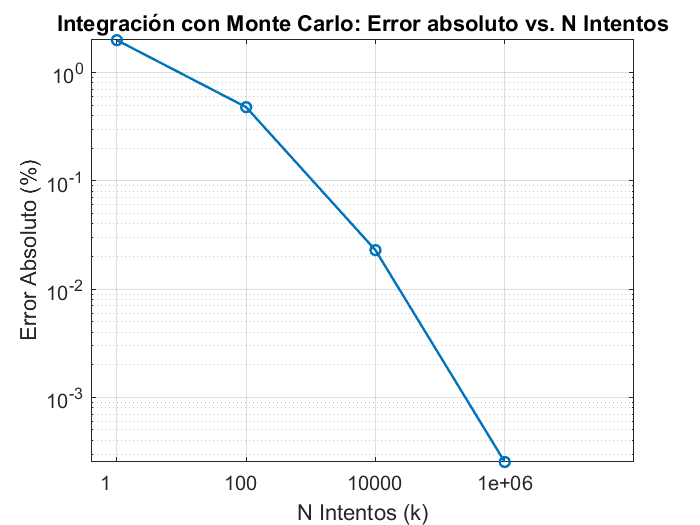 Integración con Monte Carlo: Error absoluto vs. N Intentos
10^0
10^-1
10^-2
10^-3
Error Absoluto (%)
1 100 10000 1e+06
N Intentos (k)